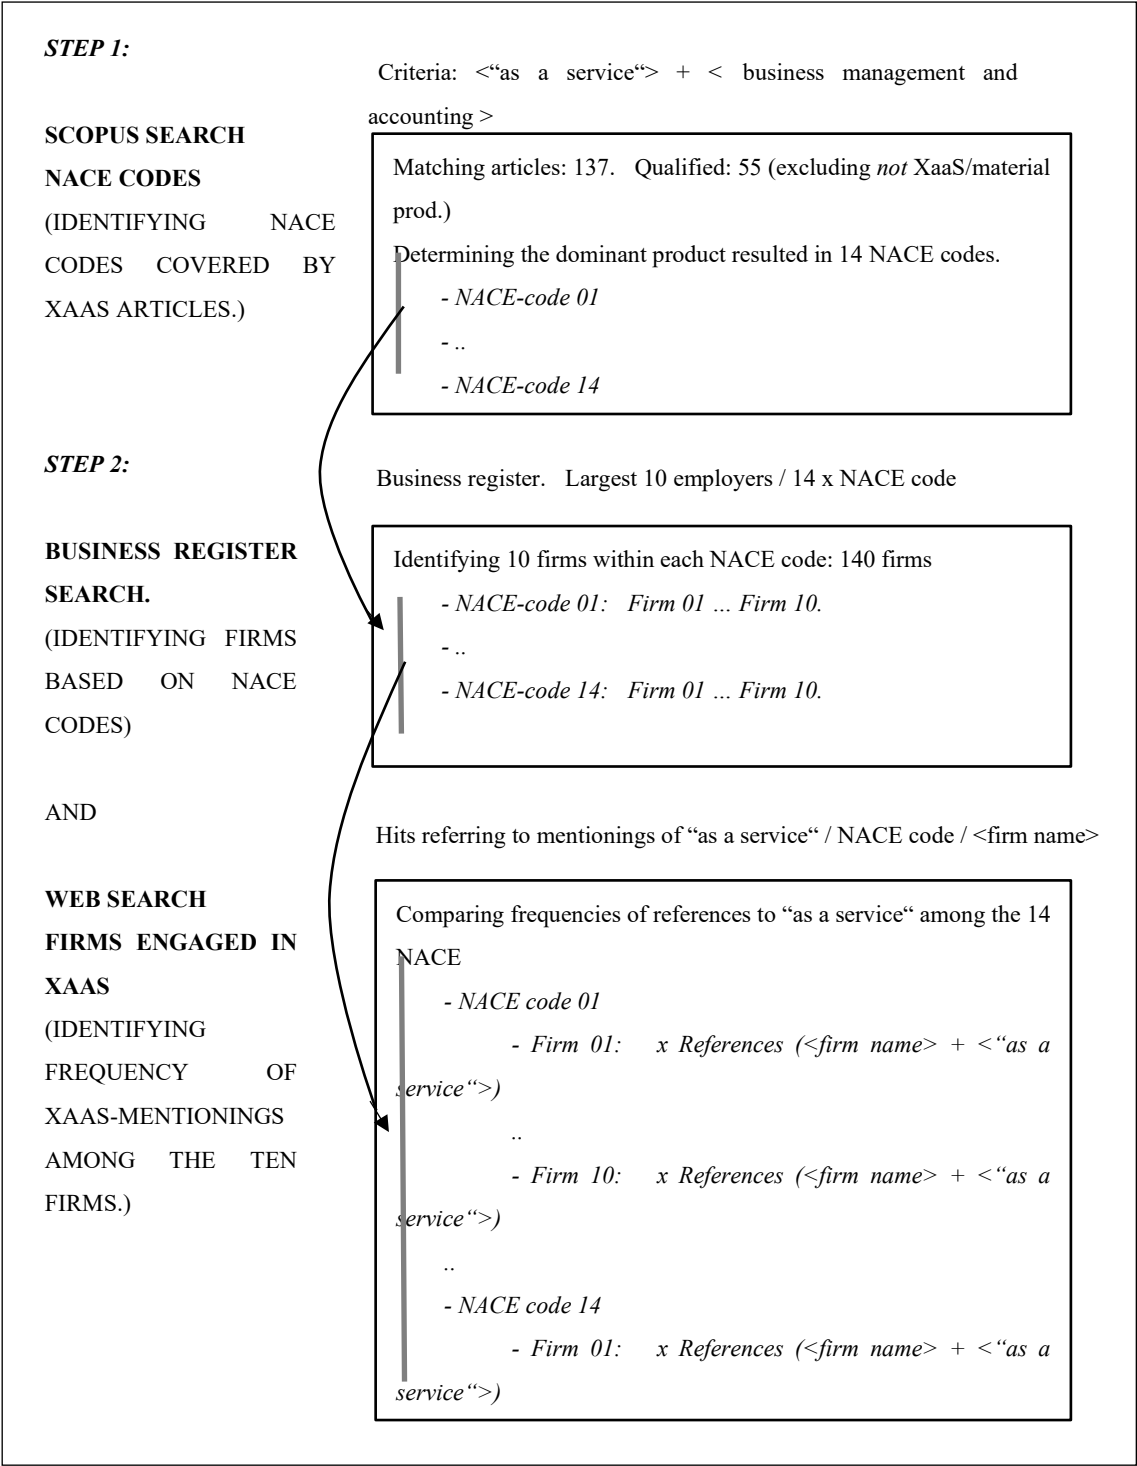 STEP 1:
Criteria: <“as a service“> + < business management and
accounting >
SCOPUS SEARCH
NACE CODES
(IDENTIFYING NACE
CODES COVERED BY
XAAS ARTICLES.)
Matching articles: 137. Qualified: 55 (excluding not XaaS/material
prod.)
Determining the dominant product resulted in 14 NACE codes.
- NACE-code 01
- ..
- NACE-code 14
STEP 2:
Business register. Largest 10 employers / 14 x NACE code
BUSINESS REGISTER
SEARCH.
(IDENTIFYING FIRMS
BASED ON NACE
CODES)
Identifying 10 firms within each NACE code: 140 firms
- NACE-code 01: Firm 01 ... Firm 10.
- ..
- NACE-code 14: Firm 01 ... Firm 10.
AND
Hits referring to mentionings of “as a service“ / NACE code / <firm name>
WEB SEARCH
FIRMS ENGAGED IN
XAAS
(IDENTIFYING
FREQUENCY OF
XAAS-MENTIONINGS
AMONG THE TEN
FIRMS.)
Comparing frequencies of references to “as a service“ among the 14
NACE
- NACE code 01
- Firm 01: x References (<firm name> + <“as a
service“>)
..
- Firm 10: x References (<firm name> + <“as a
service“>)
..
- NACE code 14
- Firm 01: x References (<firm name> + <“as a
service“>)